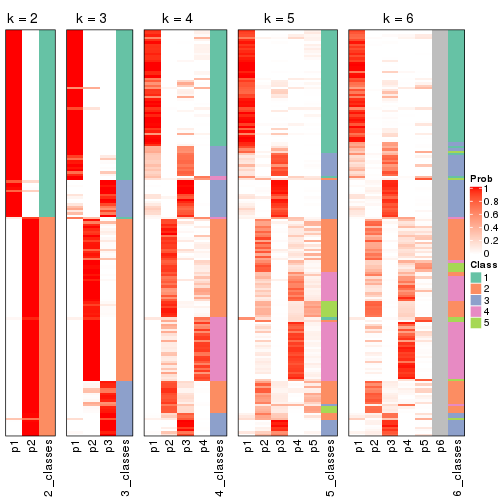 k = 2
k = 3
k = 4
k = 5
k = 6
Prob
1
0.8
0.6
0.4
0.2
0
Class
1
2
3
4
5
p1
p2
2_classes
p1
p2
p3
3_classes
p1
p2
p3
p4
4_classes
p1
p2
p3
p4
p5
5_classes
p1
p2
p3
p4
p5
p6
6_classes